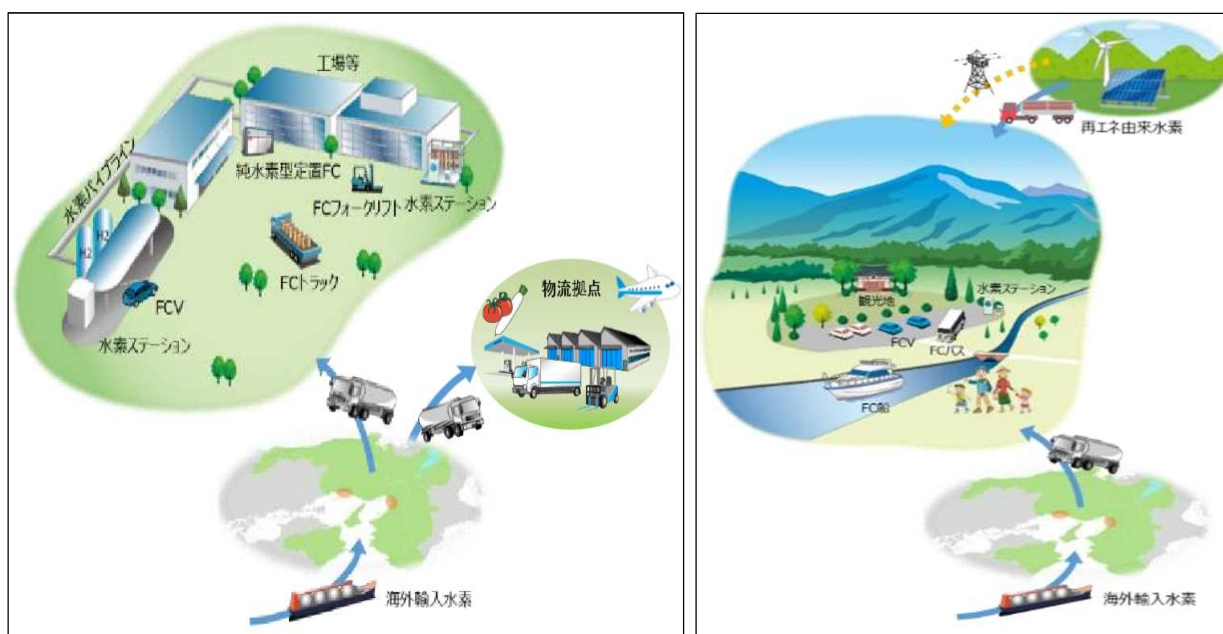 工場等
水素パイプライン
純水素型定置FC
FCフォークリフト
水素ステーション
H2
H2
FCトラック
FCV
水素ステーション
物流拠点
海外輸入水素
再エネ由来水素
観光地
水素ステーション
FCV
FCバス
FC船
海外輸入水素